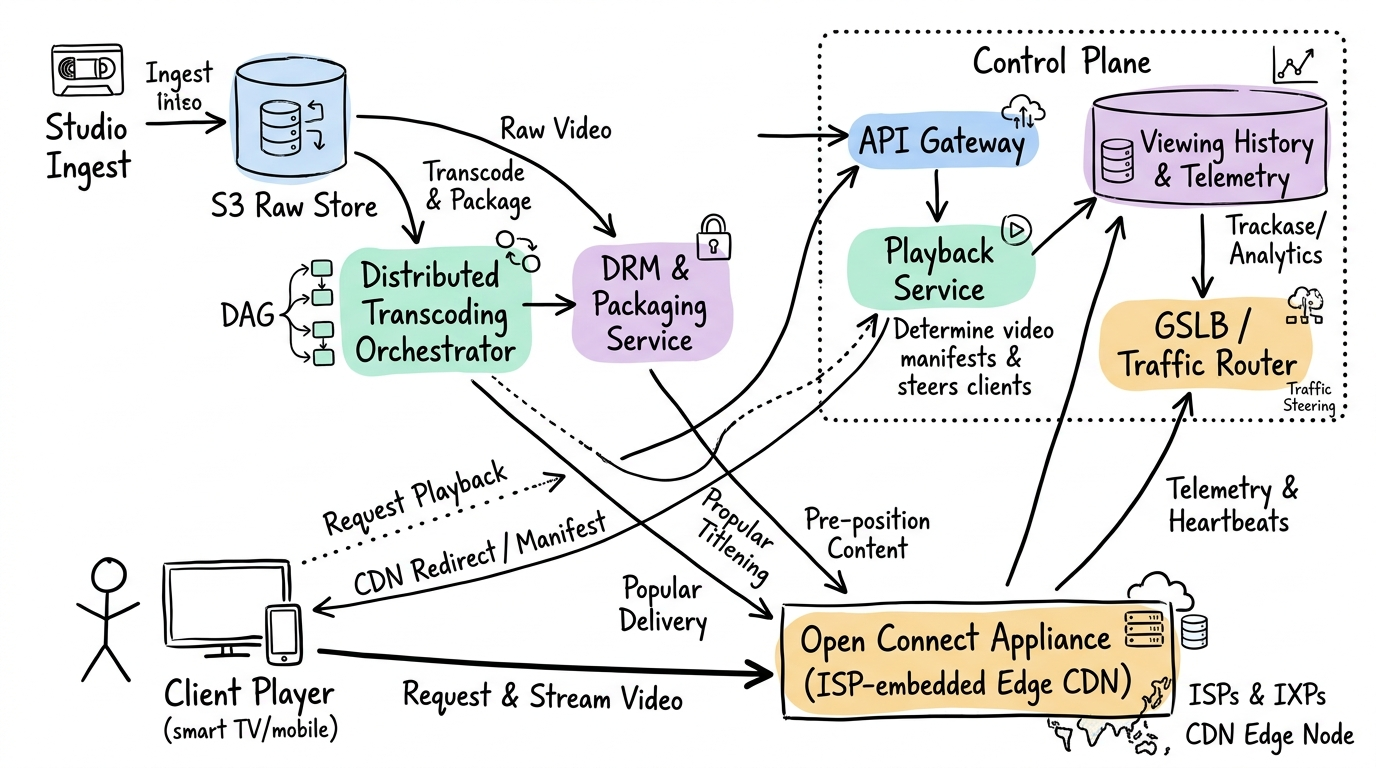 Studio
Ingest
Ingest
S3 Raw Store
Raw Video
Transcode
& Package
DAG
Distributed
Transcoding
Orchestrator
DRM &
Packaging
Service
Control Plane
API Gateway
Viewing History
& Telemetry
Playback
Service
Trackase/
Analytics
Determine video
manifests &
steers clients
GSLB /
Traffic Router
Traffic
Steering
Request Playback
CDN Redirect / Manifest
Propular
Titlening
Pre-position
Content
Popular
Delivery
Telemetry &
Heartbeats
Client Player
(smart TV/mobile)
Request & Stream Video
Open Connect Appliance
(ISP-embedded Edge CDN)
ISPs & IXPs
CDN Edge Node